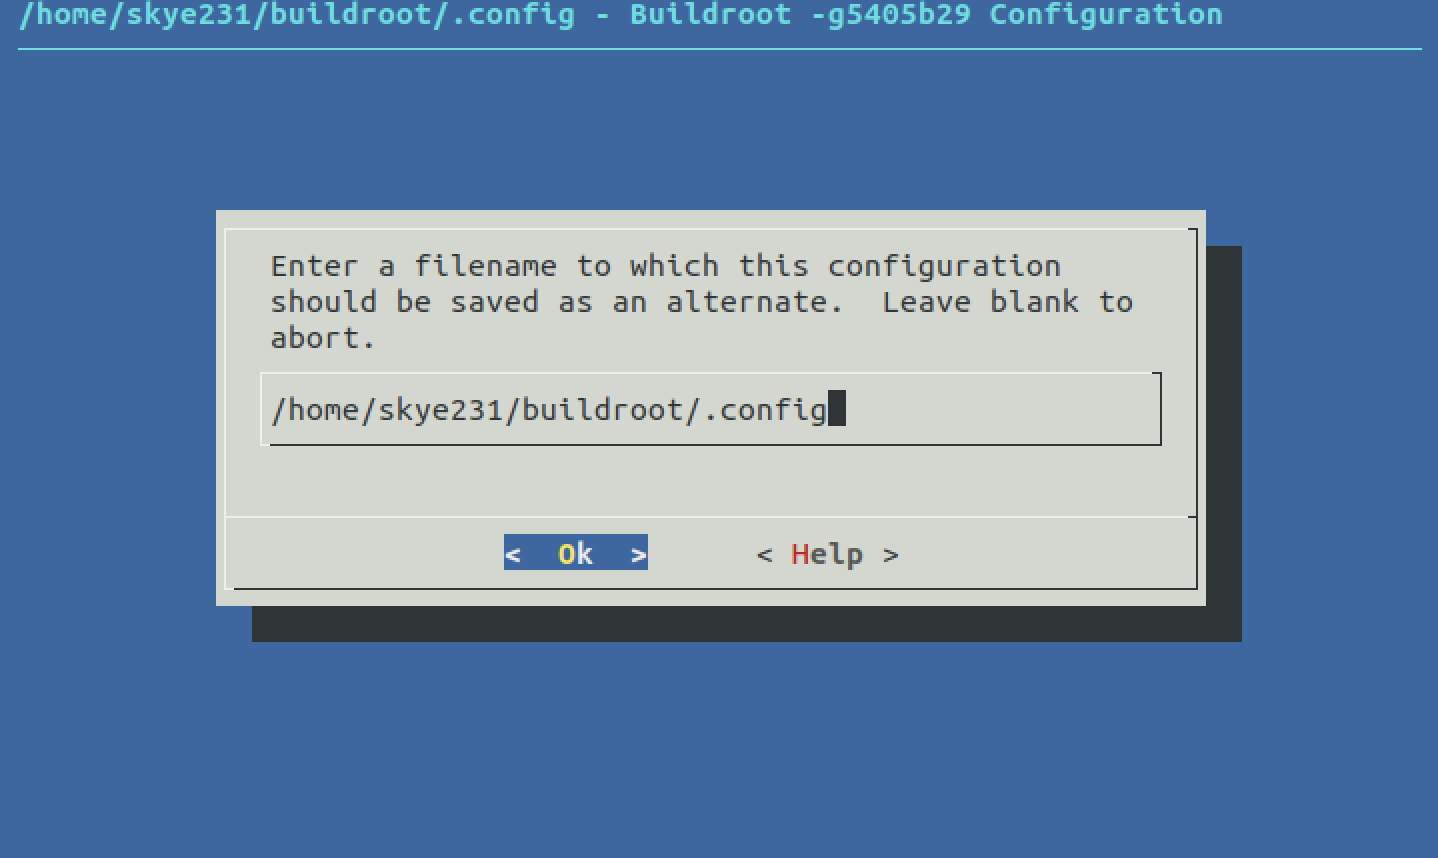 /home/skye231/buildroot/.config - Buildroot -g5405b29 Configuration
Enter a filename to which this configuration
should be saved as an alternate.  Leave blank to
abort.
/home/skye231/buildroot/.config
<  Ok  >      < Help >